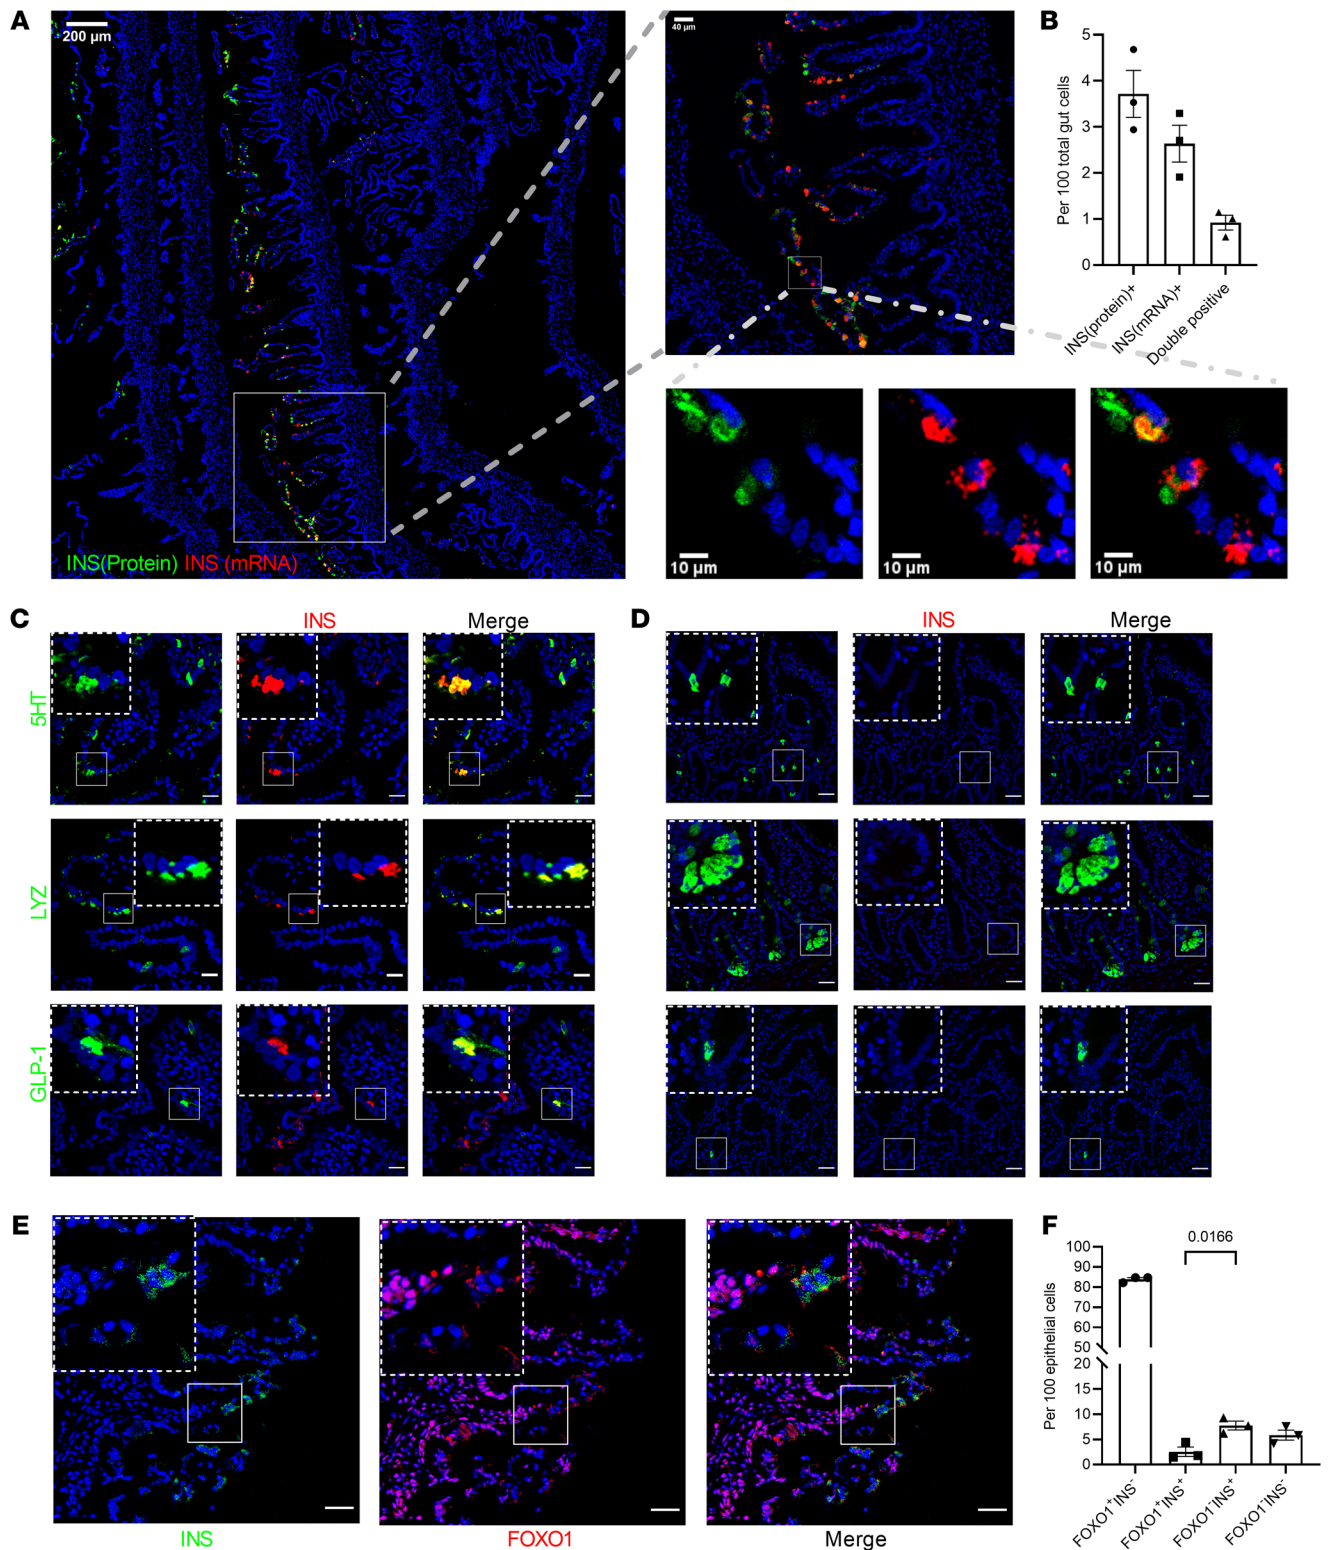 A
200 µm
INS(Protein) INS (mRNA)
40 µm
10 µm
10 µm
10 µm
B
Per 100 total gut cells
5
4
3
2
1
0
INS(protein)+
INS(mRNA)+
Double positive
C
INS
Merge
5HT
LYZ
GLP-1
D
INS
Merge
E
INS
FOXO1
Merge
F
0.0166
Per 100 epithelial cells
100
90
80
70
60
50
20
15
10
5
0
FOXO1⁺INS⁻
FOXO1⁺INS⁺
FOXO1⁻INS⁺
FOXO1⁻INS⁻